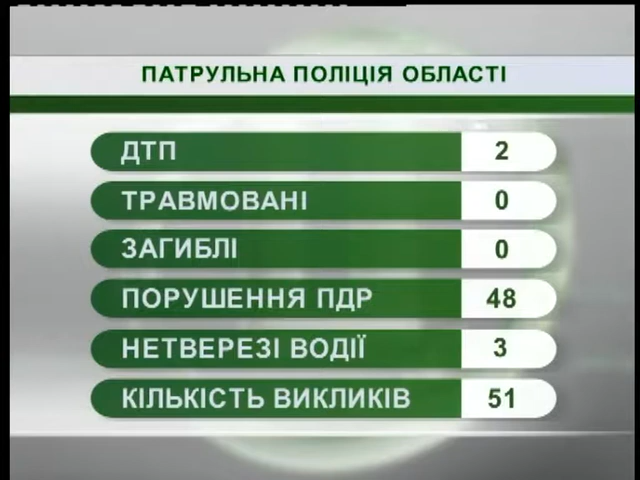 ПАТРУЛЬНА ПОЛІЦІЯ ОБЛАСТІ
ДТП 2
ТРАВМОВАНІ 0
ЗАГИБЛІ 0
ПОРУШЕННЯ ПДР 48
НЕТВЕРЕЗІ ВОДІЇ 3
КІЛЬКІСТЬ ВИКЛИКІВ 51